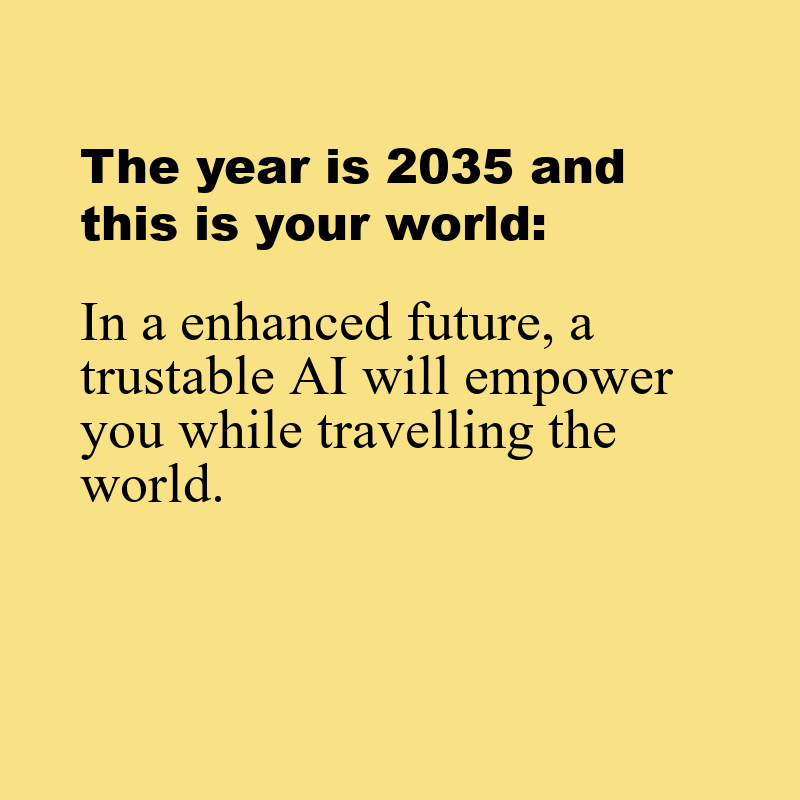 The year is 2035 and
this is your world:
In a enhanced future, a
trustable AI will empower
you while travelling the
world.